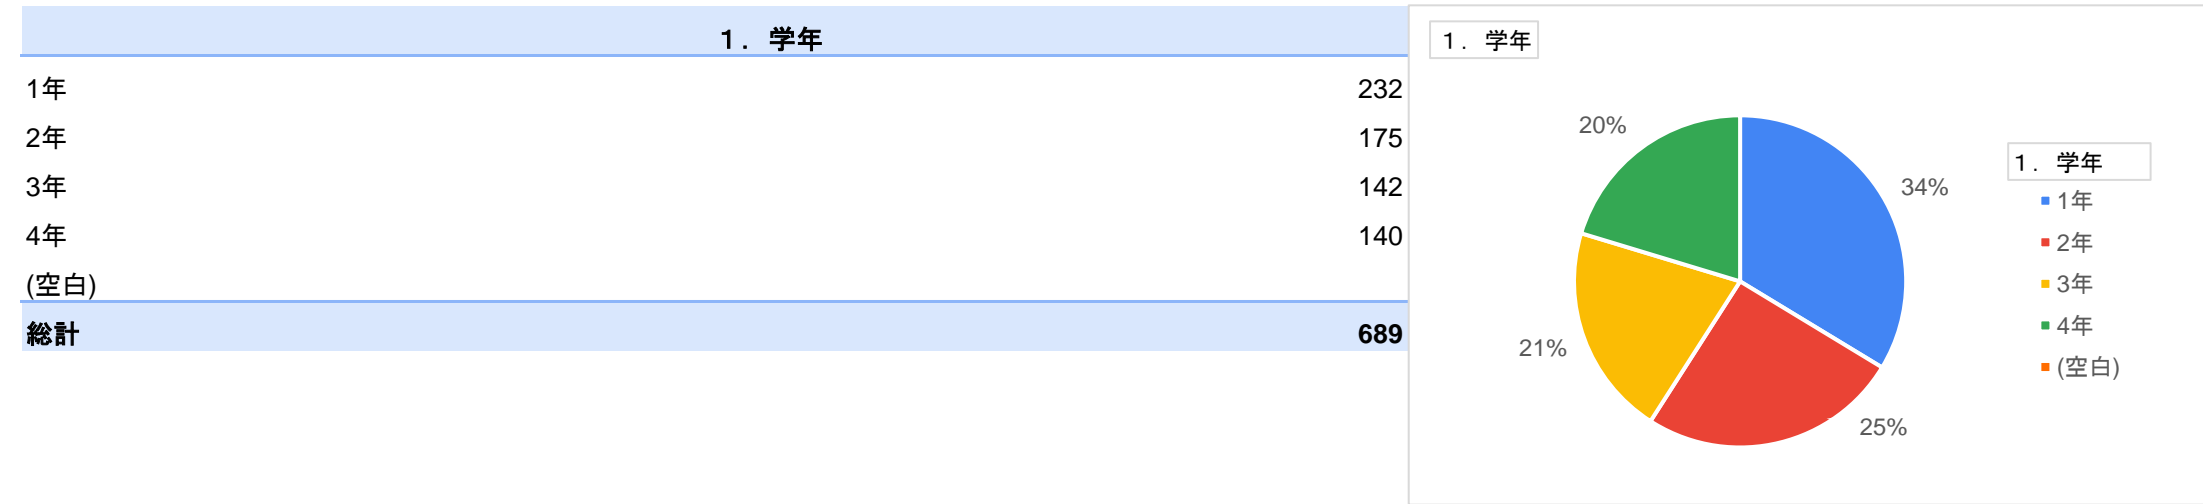 １．学年
1年 232
2年 175
3年 142
4年 140
(空白)
総計 689
１．学年
20%
34%
21%
25%
１．学年
1年
2年
3年
4年
(空白)